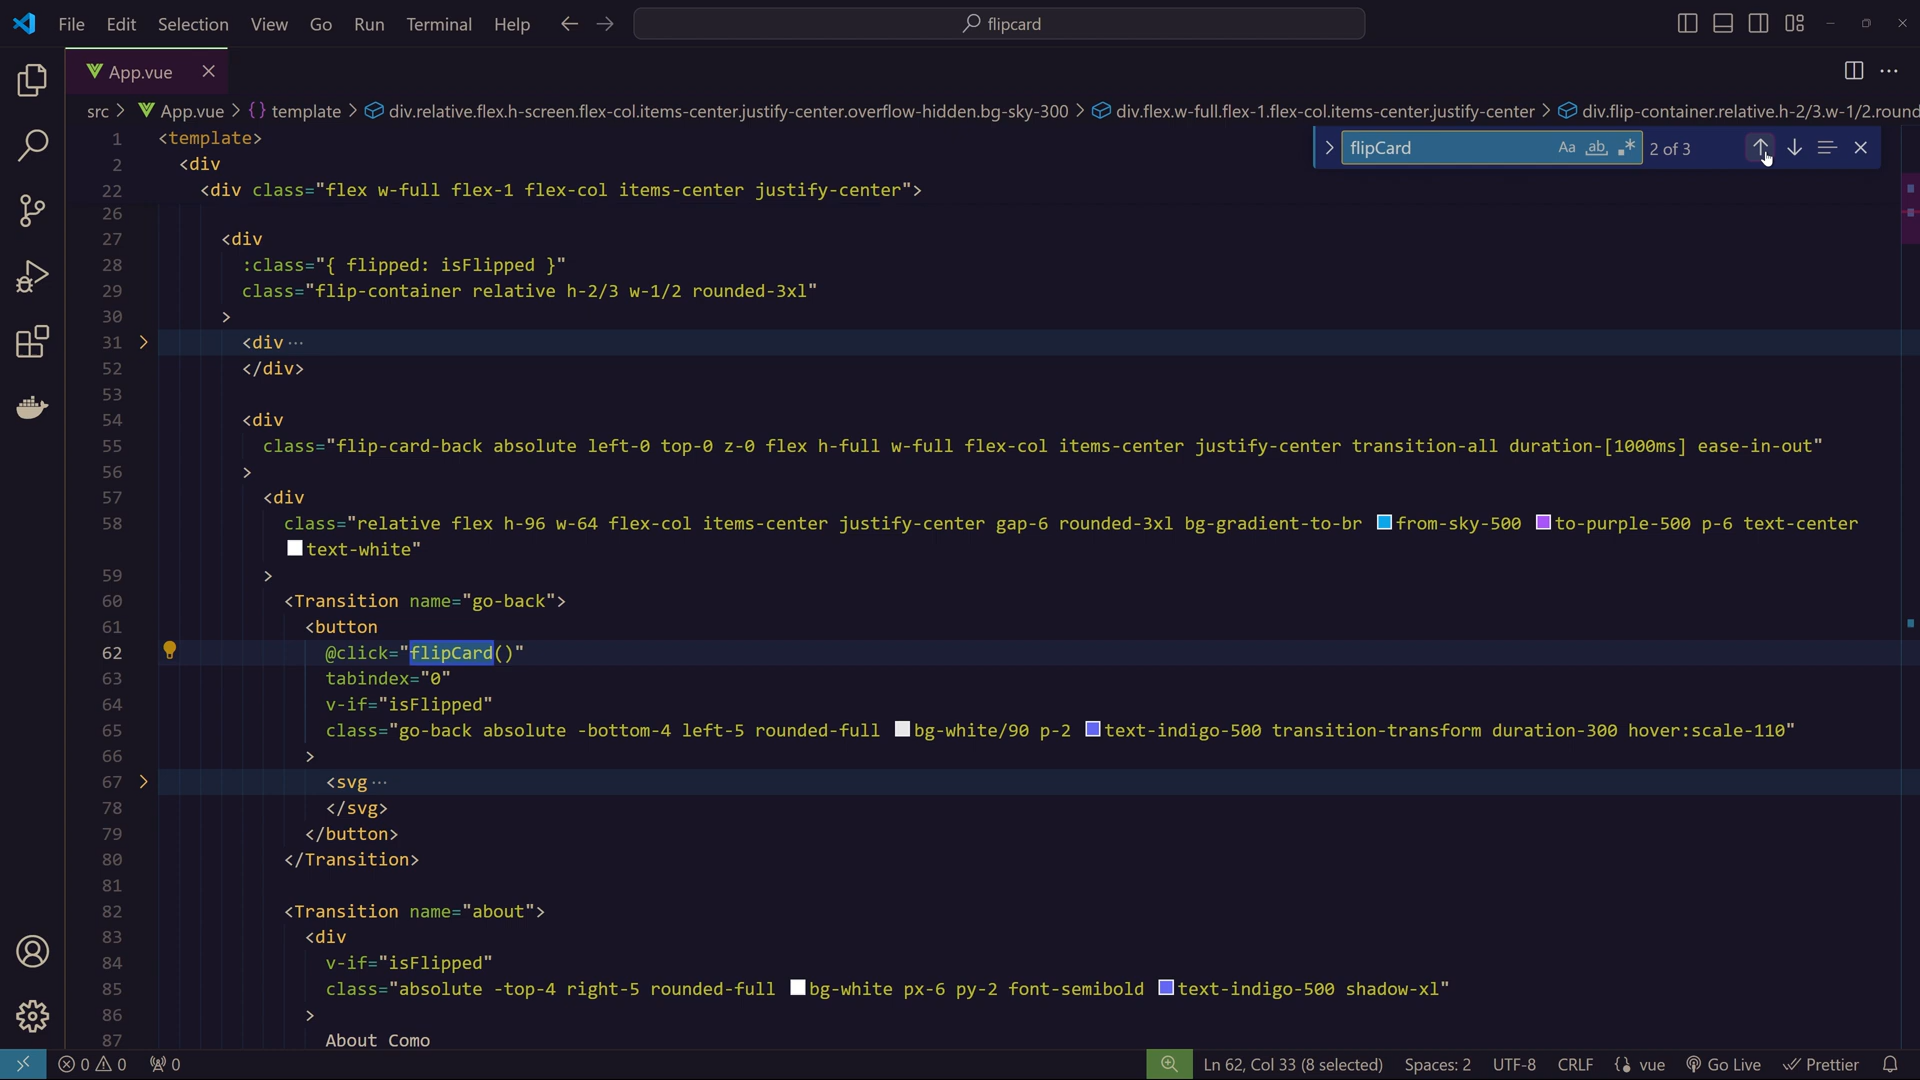 File Edit Selection View Go Run Terminal Help flipcard
App.vue
src > App.vue > {} template > div.relative.flex.h-screen.flex-col.items-center.justify-center.overflow-hidden.bg-sky-300 > div.flex.w-full.flex-1.flex-col.items-center.justify-center > div.flip-container.relative.h-2/3.w-1/2.round
flipCard Aa ab 2 of 3
1 <template>
2 <div
22 <div class="flex w-full flex-1 flex-col items-center justify-center">
26
27 <div
28 :class="{ flipped: isFlipped }"
29 class="flip-container relative h-2/3 w-1/2 rounded-3xl"
30 >
31 <div ···
52 </div>
53
54 <div
55 class="flip-card-back absolute left-0 top-0 z-0 flex h-full w-full flex-col items-center justify-center transition-all duration-[1000ms] ease-in-out"
56 >
57 <div
58 class="relative flex h-96 w-64 flex-col items-center justify-center gap-6 rounded-3xl bg-gradient-to-br from-sky-500 to-purple-500 p-6 text-center
text-white"
59 >
60 <Transition name="go-back">
61 <button
62 @click="flipCard()"
63 tabindex="0"
64 v-if="isFlipped"
65 class="go-back absolute -bottom-4 left-5 rounded-full bg-white/90 p-2 text-indigo-500 transition-transform duration-300 hover:scale-110"
66 >
67 <svg ···
78 </svg>
79 </button>
80 </Transition>
81
82 <Transition name="about">
83 <div
84 v-if="isFlipped"
85 class="absolute -top-4 right-5 rounded-full bg-white px-6 py-2 font-semibold text-indigo-500 shadow-xl"
86 >
87 About Como
0 0 0 Ln 62, Col 33 (8 selected) Spaces: 2 UTF-8 CRLF vue Go Live Prettier